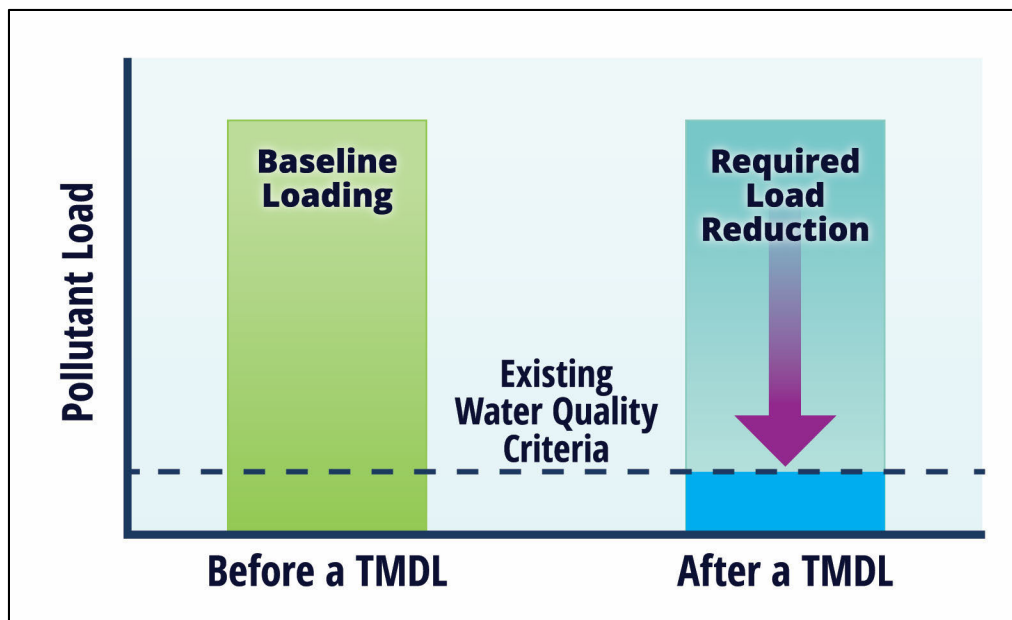 Pollutant Load
Baseline
Loading
Required
Load
Reduction
Existing
Water Quality
Criteria
Before a TMDL
After a TMDL